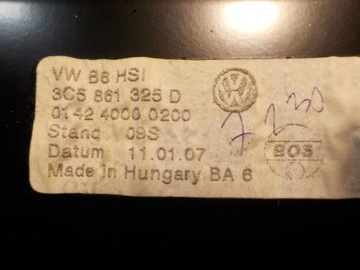 VW B6 HSI
3C5 861 325 D
0142 4000 0200
Stand 09S
Datum 11.01.07
Made in Hungary BA 6
BOS